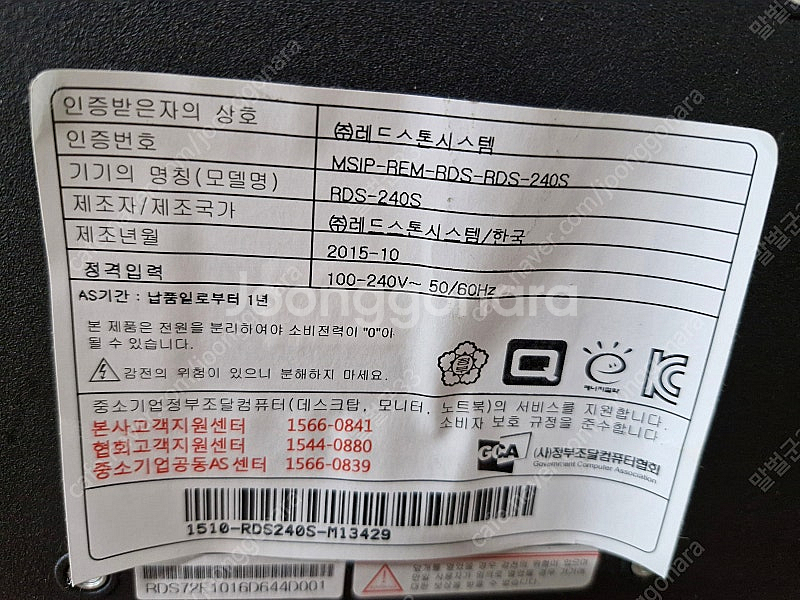 인증받은자의 상호 ㈜레드스톤시스템
인증번호 MSIP-REM-RDS-RDS-240S
기기의 명칭(모델명) RDS-240S
제조자/제조국가 ㈜레드스톤시스템/한국
제조년월 2015-10
정격입력 100-240V~ 50/60Hz
AS기간 : 납품일로부터 1년
Joonggonara
본 제품은 전원을 분리하여야 소비전력이 "0"이
될 수 있습니다.
감전의 위험이 있으니 분해하지 마세요.
에너지절약
중소기업정부조달컴퓨터(데스크탑, 모니터, 노트북)의 서비스를 지원합니다.
소비자 보호 규정을 준수합니다.
본사고객지원센터 1566-0841
협회고객지원센터 1544-0880
중소기업공동AS센터 1566-0839
GCA (사)정부조달컴퓨터협회
Government Computer Association
1510-RDS240S-M13429
RDS72F1016D644D001